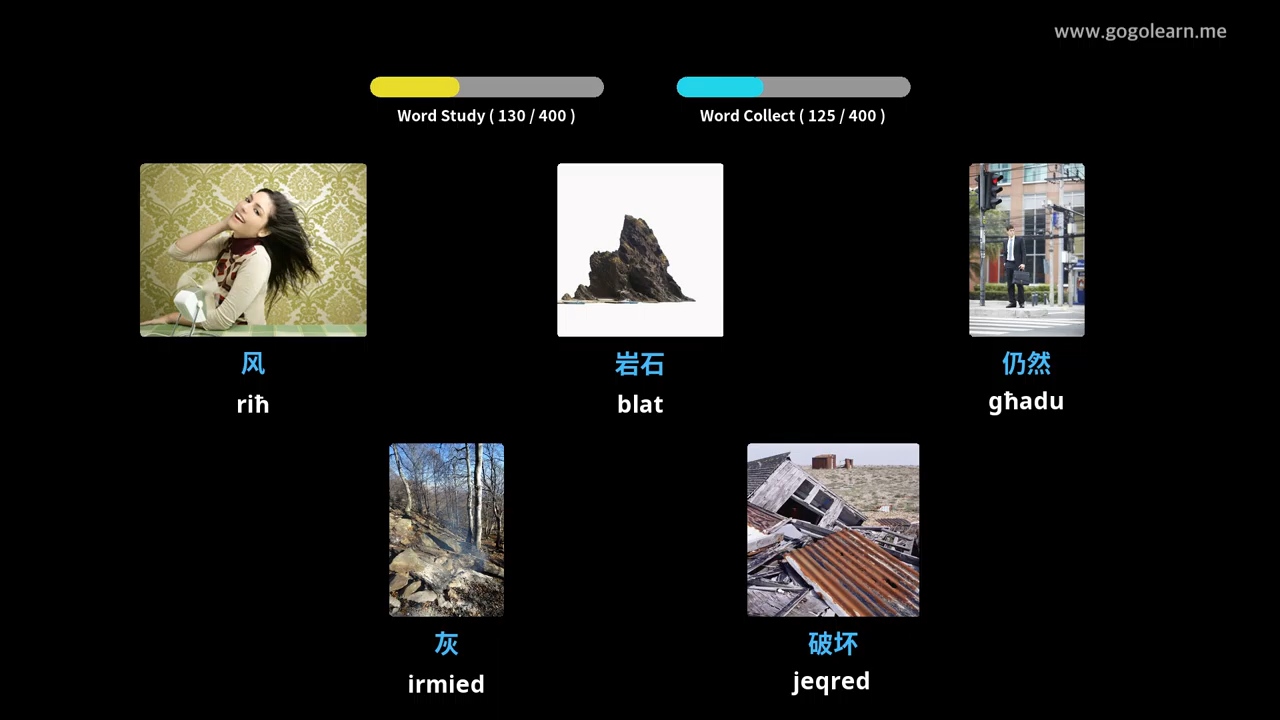 www.gogolearn.me
Word Study ( 130 / 400 )
Word Collect ( 125 / 400 )
风
riħ
岩石
blat
仍然
għadu
灰
irmied
破坏
jeqred